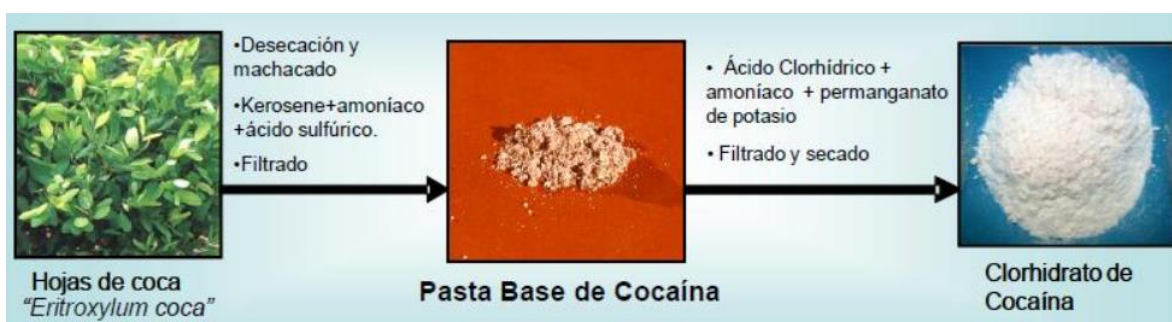 •Desecación y
machacado
•Kerosene+amoníaco
+ácido sulfúrico.
•Filtrado
• Ácido Clorhídrico +
amoníaco + permanganato
de potasio
• Filtrado y secado
Hojas de coca
"Eritroxylum coca"
Pasta Base de Cocaína
Clorhidrato de
Cocaína